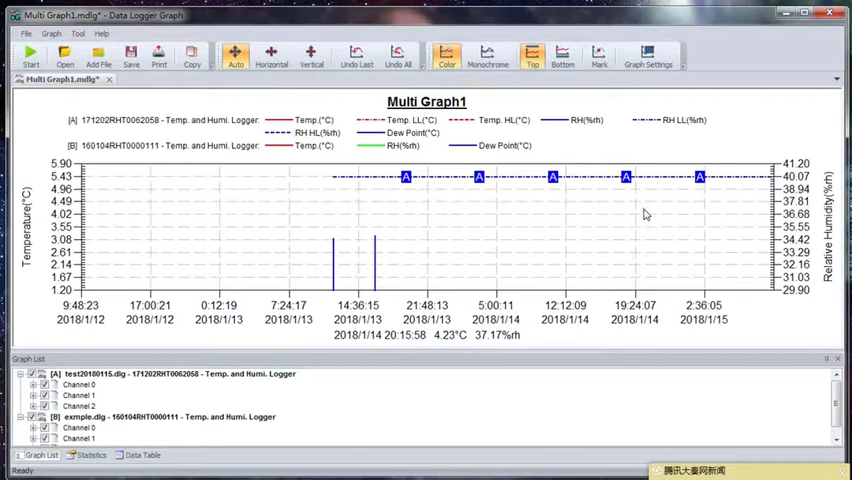 Multi Graph1.mdlg* - Data Logger Graph
File Graph Tool Help
Start Open Add File Save Print Copy Auto Horizontal Vertical Undo Last Undo All Color Monochrome Top Bottom Mark Graph Settings
Multi Graph1.mdlg*
Multi Graph1
[A] 171202RHT0062058 - Temp. and Humi. Logger: Temp.(°C) Temp. LL(°C) Temp. HL(°C) RH(%rh) RH LL(%rh)
RH HL(%rh) Dew Point(°C)
[B] 160104RHT0000111 - Temp. and Humi. Logger: Temp.(°C) RH(%rh) Dew Point(°C)
5.90 41.20
5.43 A A A A A 40.07
4.96 38.94
4.49 37.81
4.02 36.68
3.55 35.55
3.08 34.42
2.61 33.29
2.14 32.16
1.67 31.03
1.20 29.90
Temperature(°C)
Relative Humidity(%rh)
9:48:23 17:00:21 0:12:19 7:24:17 14:36:15 21:48:13 5:00:11 12:12:09 19:24:07 2:36:05
2018/1/12 2018/1/12 2018/1/13 2018/1/13 2018/1/13 2018/1/13 2018/1/14 2018/1/14 2018/1/14 2018/1/15
2018/1/14 20:15:58 4.23°C 37.17%rh
Graph List
[A] test20180115.dlg - 171202RHT0062058 - Temp. and Humi. Logger
Channel 0
Channel 1
Channel 2
[B] exmple.dlg - 160104RHT0000111 - Temp. and Humi. Logger
Channel 0
Channel 1
Graph List Statistics Data Table
Ready
腾讯大秦网新闻